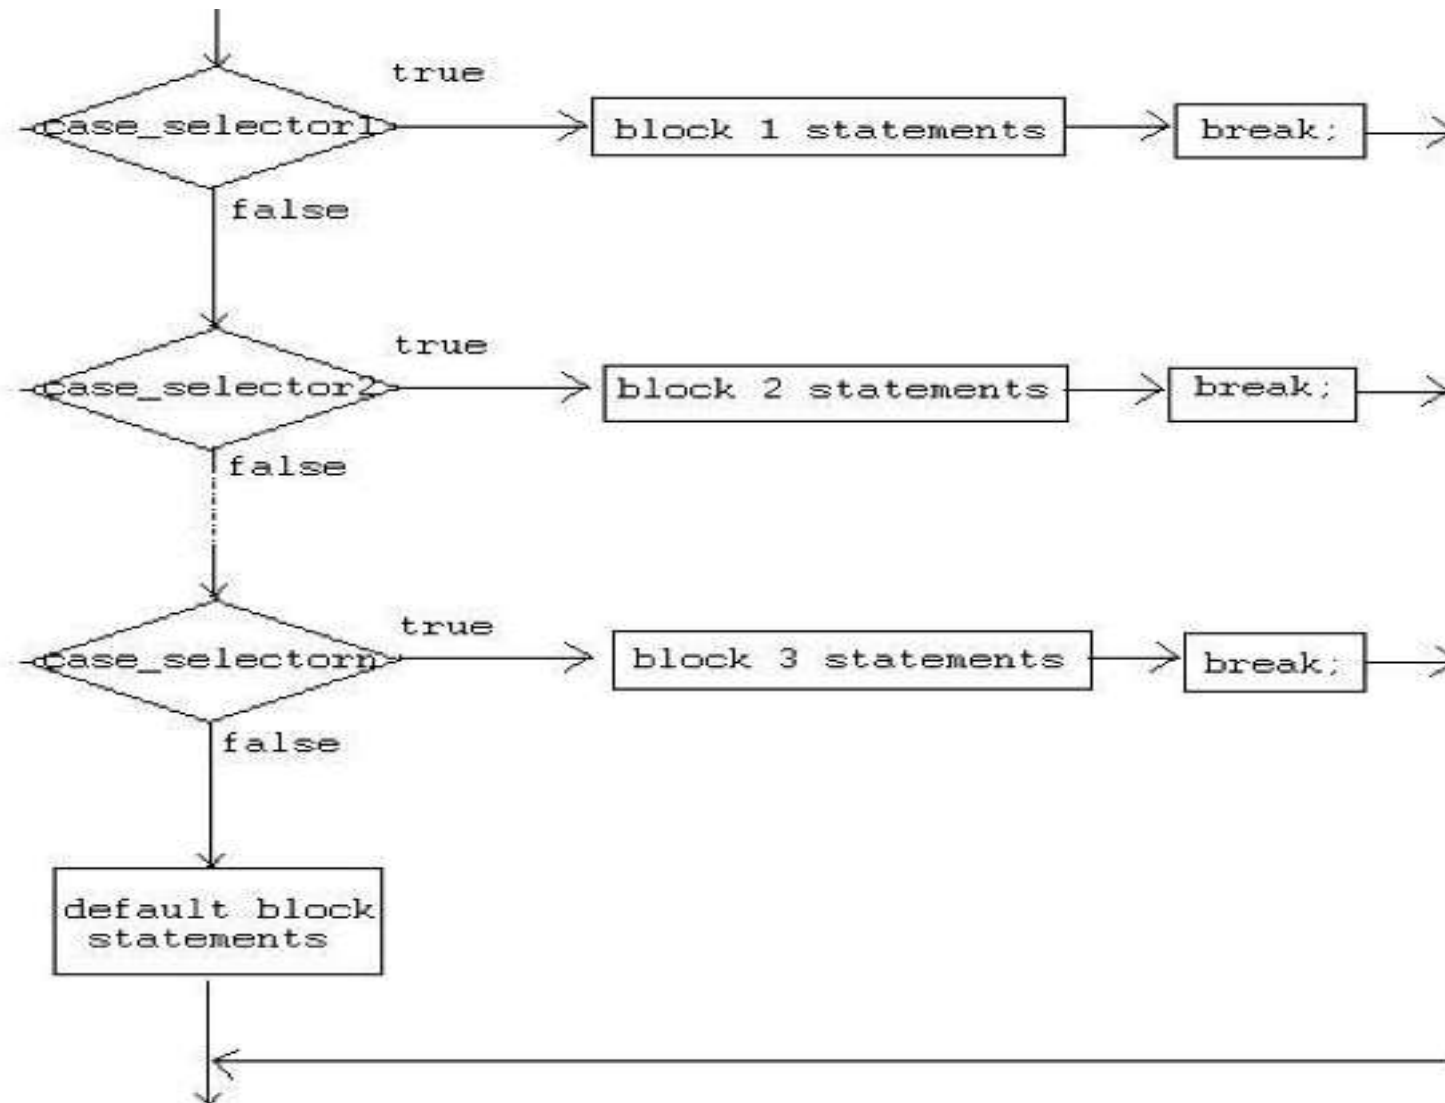 true
case_selector1
block 1 statements
break;
false
true
case_selector2
block 2 statements
break;
false
true
case_selectorn
block 3 statements
break;
false
default block
statements